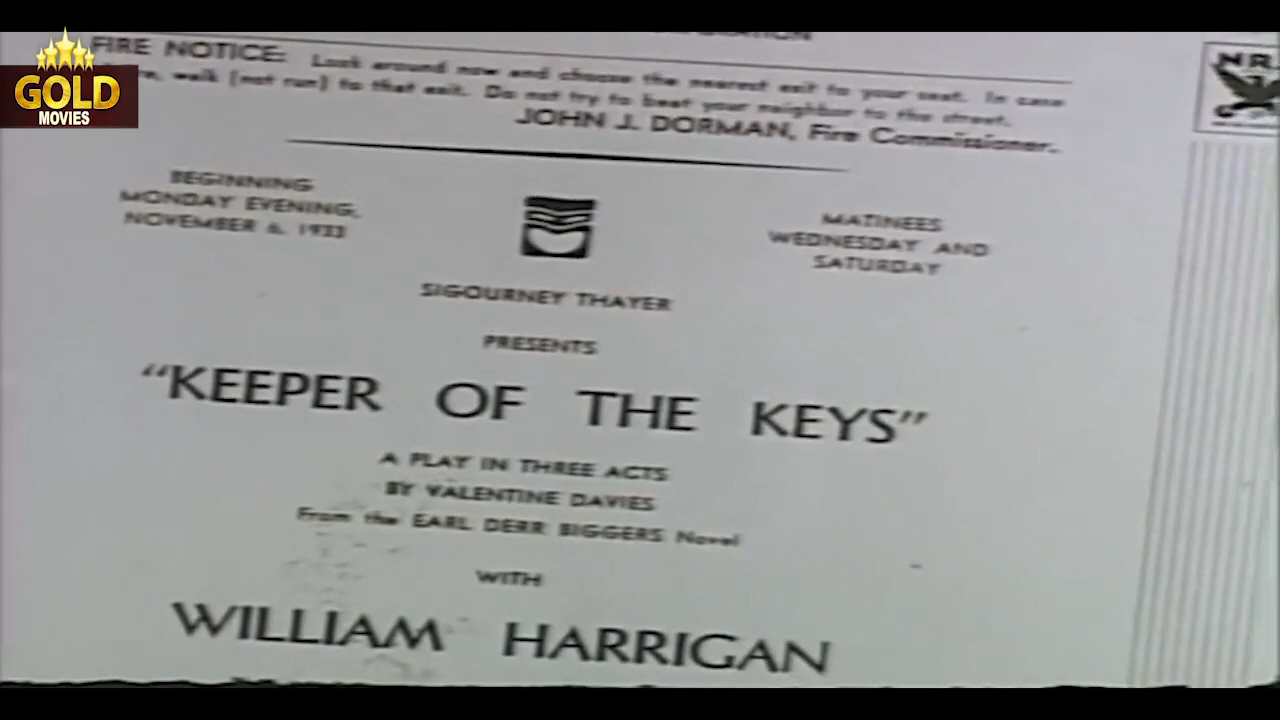 GOLD
MOVIES
FIRE NOTICE: Look around now and choose the nearest exit to your seat. In case
walk (not run) to that exit. Do not try to beat your neighbor to the street.
JOHN J. DORMAN, Fire Commissioner.
NR
BEGINNING
MONDAY EVENING,
NOVEMBER 6, 1933
MATINEES
WEDNESDAY AND
SATURDAY
SIGOURNEY THAYER
PRESENTS
"KEEPER OF THE KEYS"
A PLAY IN THREE ACTS
BY VALENTINE DAVIES
From the EARL DERR BIGGERS Novel
WITH
WILLIAM HARRIGAN